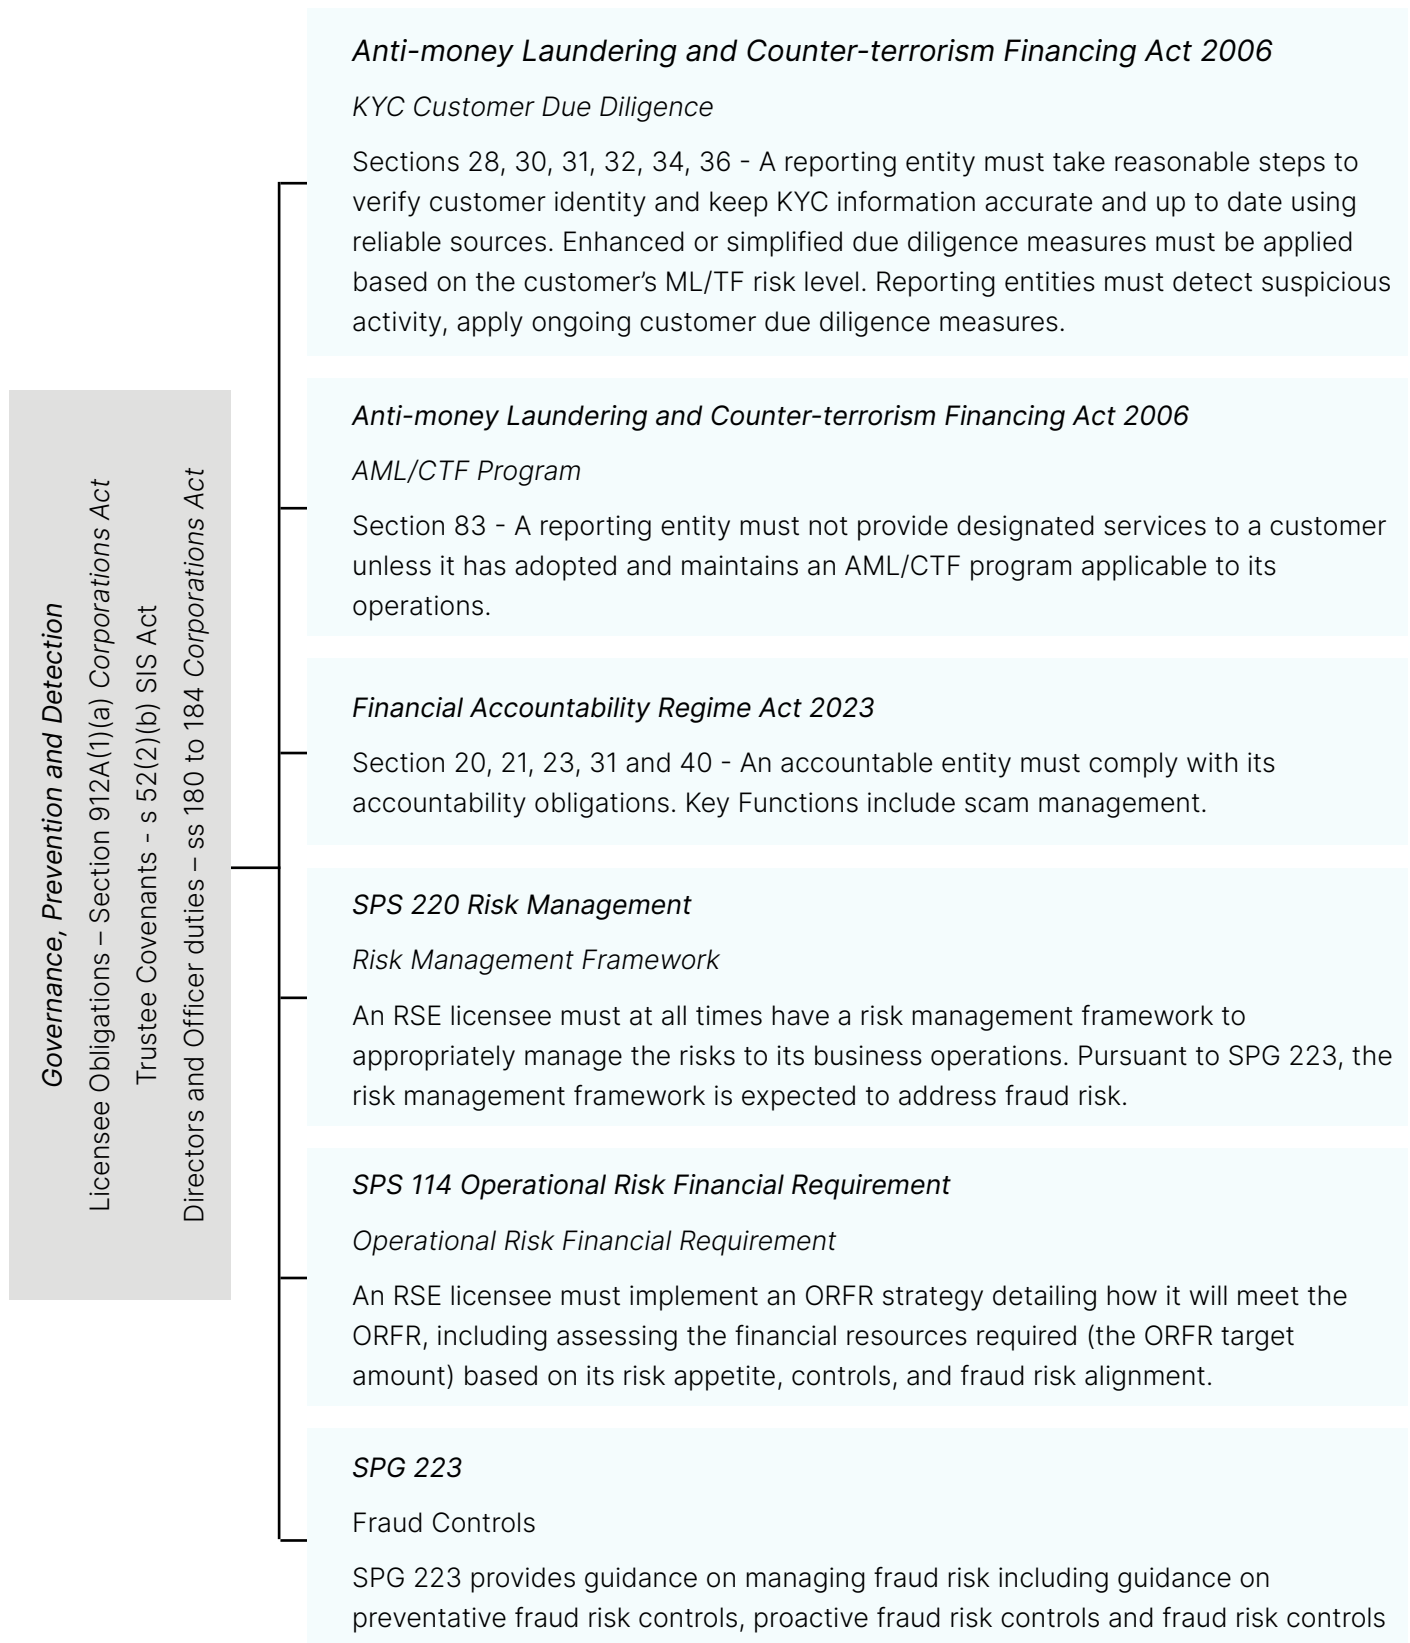 Governance, Prevention and Detection
Licensee Obligations – Section 912A(1)(a) Corporations Act
Trustee Covenants - s 52(2)(b) SIS Act
Directors and Officer duties – ss 180 to 184 Corporations Act
Anti-money Laundering and Counter-terrorism Financing Act 2006
KYC Customer Due Diligence
Sections 28, 30, 31, 32, 34, 36 - A reporting entity must take reasonable steps to
verify customer identity and keep KYC information accurate and up to date using
reliable sources. Enhanced or simplified due diligence measures must be applied
based on the customer’s ML/TF risk level. Reporting entities must detect suspicious
activity, apply ongoing customer due diligence measures.
Anti-money Laundering and Counter-terrorism Financing Act 2006
AML/CTF Program
Section 83 - A reporting entity must not provide designated services to a customer
unless it has adopted and maintains an AML/CTF program applicable to its
operations.
Financial Accountability Regime Act 2023
Section 20, 21, 23, 31 and 40 - An accountable entity must comply with its
accountability obligations. Key Functions include scam management.
SPS 220 Risk Management
Risk Management Framework
An RSE licensee must at all times have a risk management framework to
appropriately manage the risks to its business operations. Pursuant to SPG 223, the
risk management framework is expected to address fraud risk.
SPS 114 Operational Risk Financial Requirement
Operational Risk Financial Requirement
An RSE licensee must implement an ORFR strategy detailing how it will meet the
ORFR, including assessing the financial resources required (the ORFR target
amount) based on its risk appetite, controls, and fraud risk alignment.
SPG 223
Fraud Controls
SPG 223 provides guidance on managing fraud risk including guidance on
preventative fraud risk controls, proactive fraud risk controls and fraud risk controls